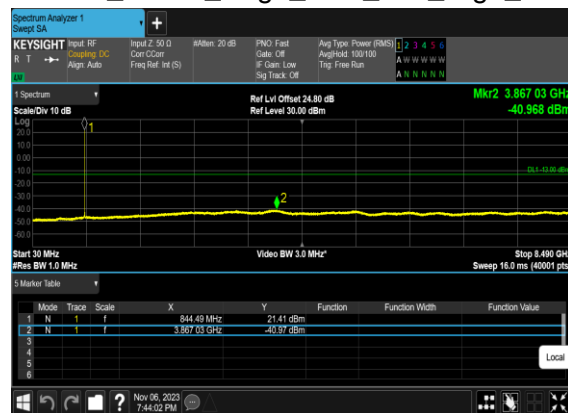 Spectrum Analyzer 1
Swept SA
KEYSIGHT
R T
Input: RF
Coupling: DC
Align: Auto
Input Z: 50 Ω
Corr CCorr
Freq Ref: Int (S)
#Atten: 20 dB
PNO: Fast
Gate: Off
IF Gain: Low
Sig Track: Off
Avg Type: Power (RMS)
Avg|Hold: 100/100
Trig: Free Run
1 2 3 4 5 6
A W W W W W
A N N N N N
1 Spectrum
Scale/Div 10 dB
Ref Lvl Offset 24.80 dB
Ref Level 30.00 dBm
Mkr2 3.867 03 GHz
-40.968 dBm
Log
20.0
10.0
0.00
-10.0
-20.0
-30.0
-40.0
-50.0
-60.0
1
2
DL1 -13.00 dBm
Start 30 MHz
#Res BW 1.0 MHz
Video BW 3.0 MHz*
Stop 8.490 GHz
Sweep 16.0 ms (40001 pts
5 Marker Table
Mode Trace Scale X Y Function Function Width Function Value
1 N 1 f 844.49 MHz 21.41 dBm
2 N 1 f 3.867 03 GHz -40.97 dBm
3
4
5
6
Local
?
Nov 06, 2023
7:44:02 PM